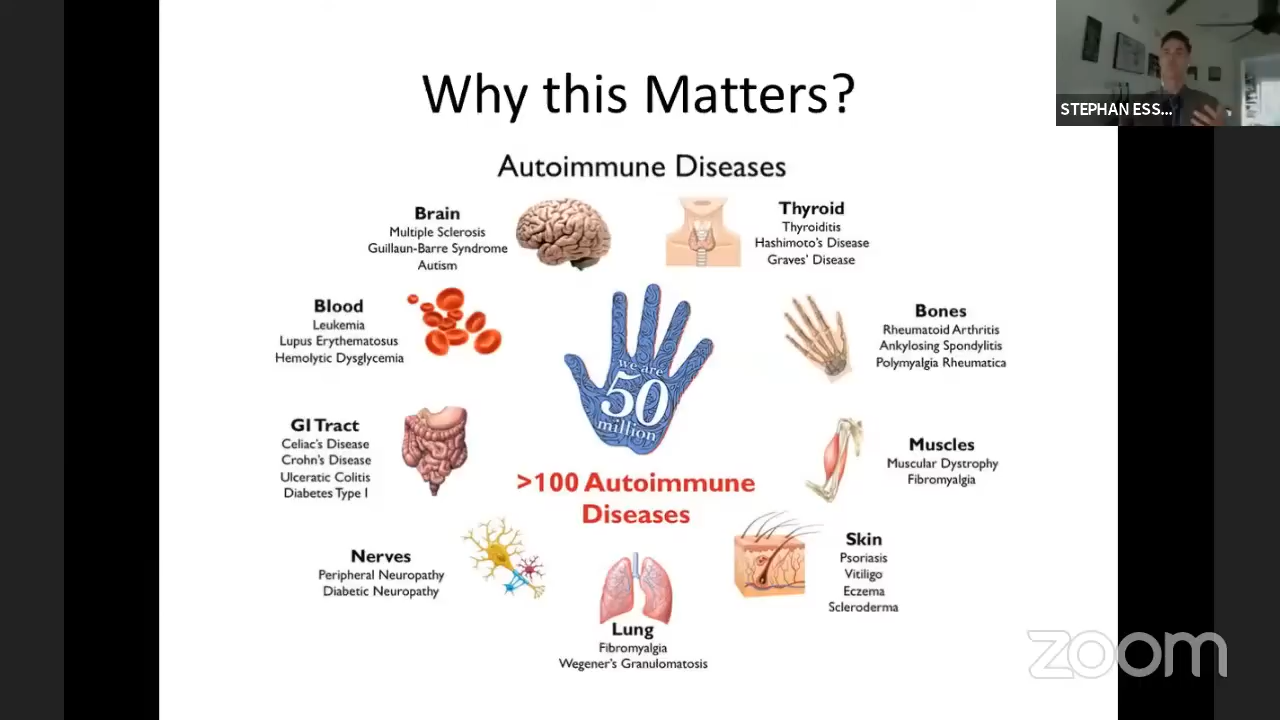 Why this Matters?
STEPHAN ESS...
Autoimmune Diseases
Brain
Multiple Sclerosis
Guillaun-Barre Syndrome
Autism
Thyroid
Thyroiditis
Hashimoto's Disease
Graves' Disease
Blood
Leukemia
Lupus Erythematosus
Hemolytic Dysglycemia
we are
50
million
Bones
Rheumatoid Arthritis
Ankylosing Spondylitis
Polymyalgia Rheumatica
GI Tract
Celiac's Disease
Crohn's Disease
Ulceratic Colitis
Diabetes Type I
Muscles
Muscular Dystrophy
Fibromyalgia
>100 Autoimmune
Diseases
Nerves
Peripheral Neuropathy
Diabetic Neuropathy
Skin
Psoriasis
Vitiligo
Eczema
Scleroderma
Lung
Fibromyalgia
Wegener's Granulomatosis
zoom